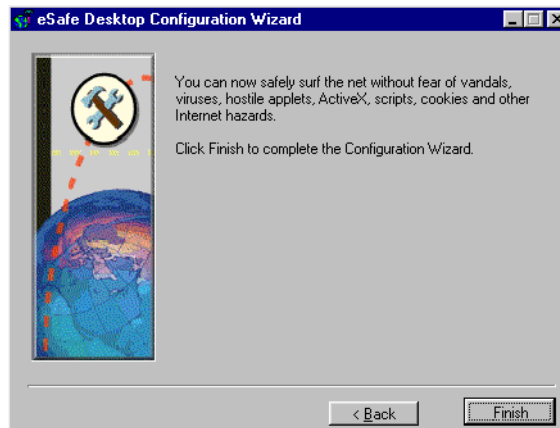 eSafe Desktop Configuration Wizard
You can now safely surf the net without fear of vandals,
viruses, hostile applets, ActiveX, scripts, cookies and other
Internet hazards.
Click Finish to complete the Configuration Wizard.
< Back
Finish